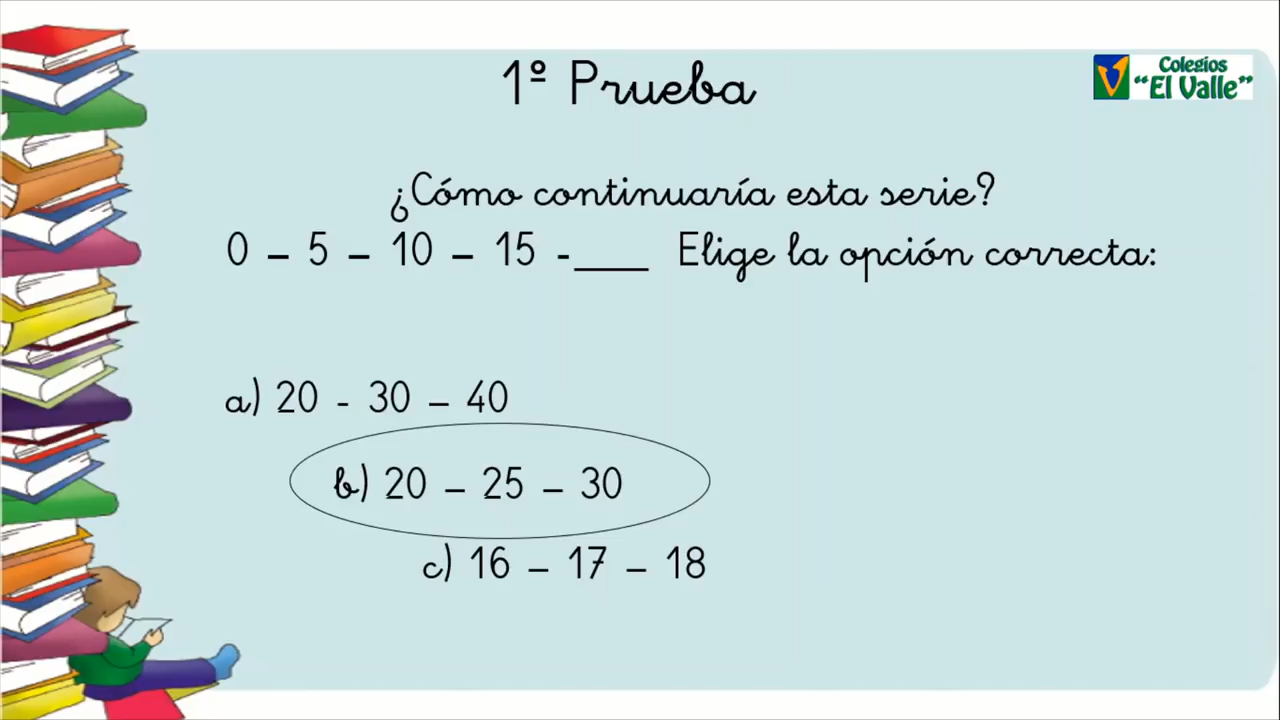 1º Prueba
Colegios
"El Valle"
¿Cómo continuaría esta serie?
0 – 5 – 10 – 15 -____ Elige la opción correcta:
a) 20 - 30 – 40
b) 20 – 25 – 30
c) 16 – 17 – 18